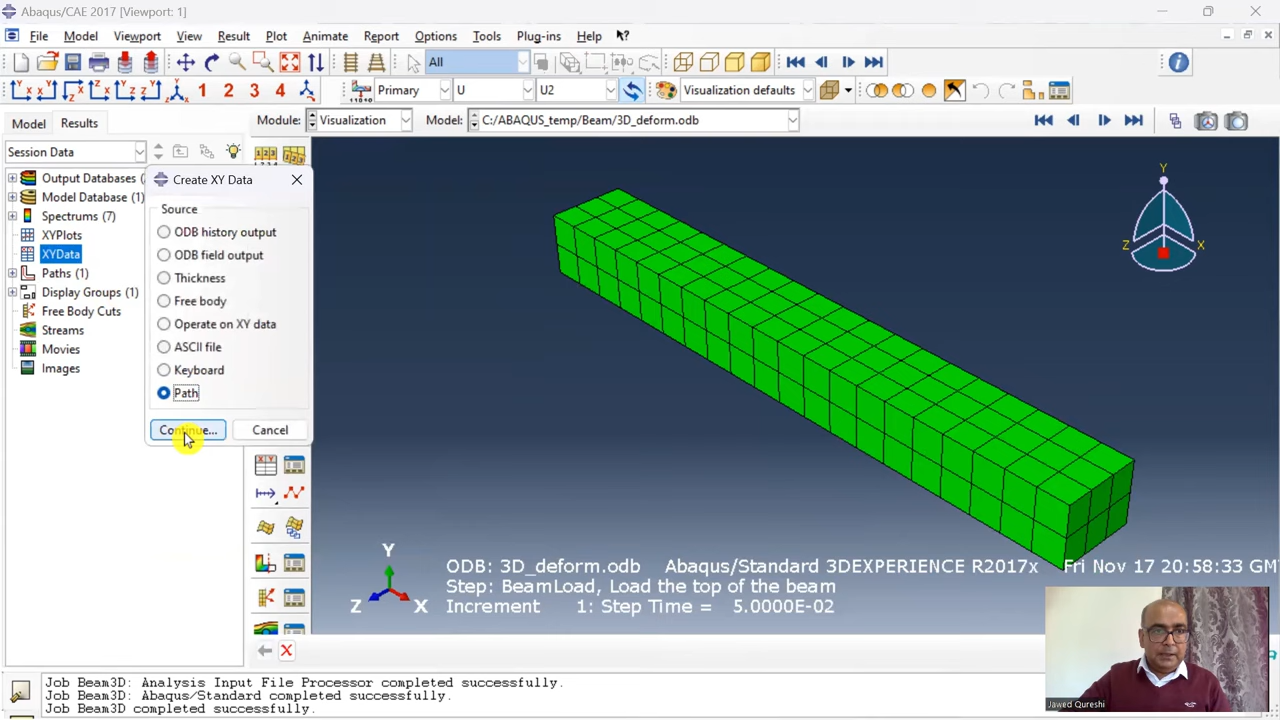 Abaqus/CAE 2017 [Viewport: 1]
File Model Viewport View Result Plot Animate Report Options Tools Plug-ins Help
All
1 2 3 4 Primary U U2 Visualization defaults
Model Results Module: Visualization Model: C:/ABAQUS_temp/Beam/3D_deform.odb
Session Data
Output Databases
Model Database (1)
Spectrums (7)
XYPlots
XYData
Paths (1)
Display Groups (1)
Free Body Cuts
Streams
Movies
Images
Create XY Data
Source
ODB history output
ODB field output
Thickness
Free body
Operate on XY data
ASCII file
Keyboard
Path
Continue...
Cancel
Y
Z X
Y
Z X
ODB: 3D_deform.odb Abaqus/Standard 3DEXPERIENCE R2017x Fri Nov 17 20:58:33 GM
Step: BeamLoad, Load the top of the beam
Increment 1: Step Time = 5.0000E-02
Jawed Qureshi
Job Beam3D: Analysis Input File Processor completed successfully.
Job Beam3D: Abaqus/Standard completed successfully.
Job Beam3D completed successfully.